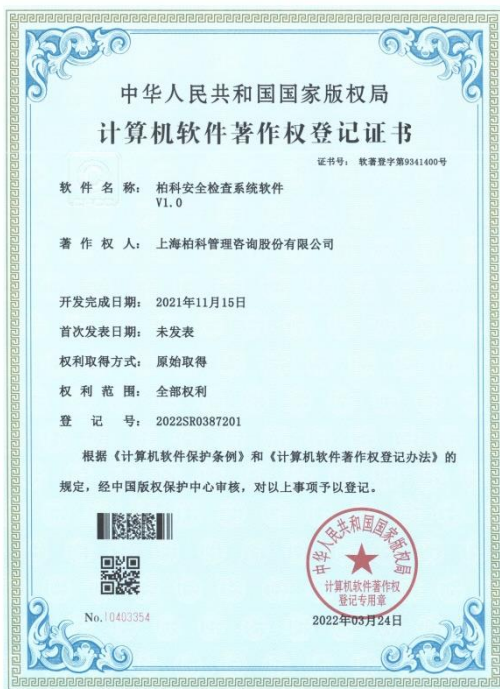 中华人民共和国国家版权局
计算机软件著作权登记证书
证书号： 软著登字第9341400号
软 件 名 称： 柏科安全检查系统软件
V1.0
著 作 权 人： 上海柏科管理咨询股份有限公司
开发完成日期： 2021年11月15日
首次发表日期： 未发表
权利取得方式： 原始取得
权 利 范 围： 全部权利
登 记 号： 2022SR0387201
根据《计算机软件保护条例》和《计算机软件著作权登记办法》的
规定，经中国版权保护中心审核，对以上事项予以登记。
中华人民共和国国家版权局
计算机软件著作权
登记专用章
No.10403354
2022年03月24日